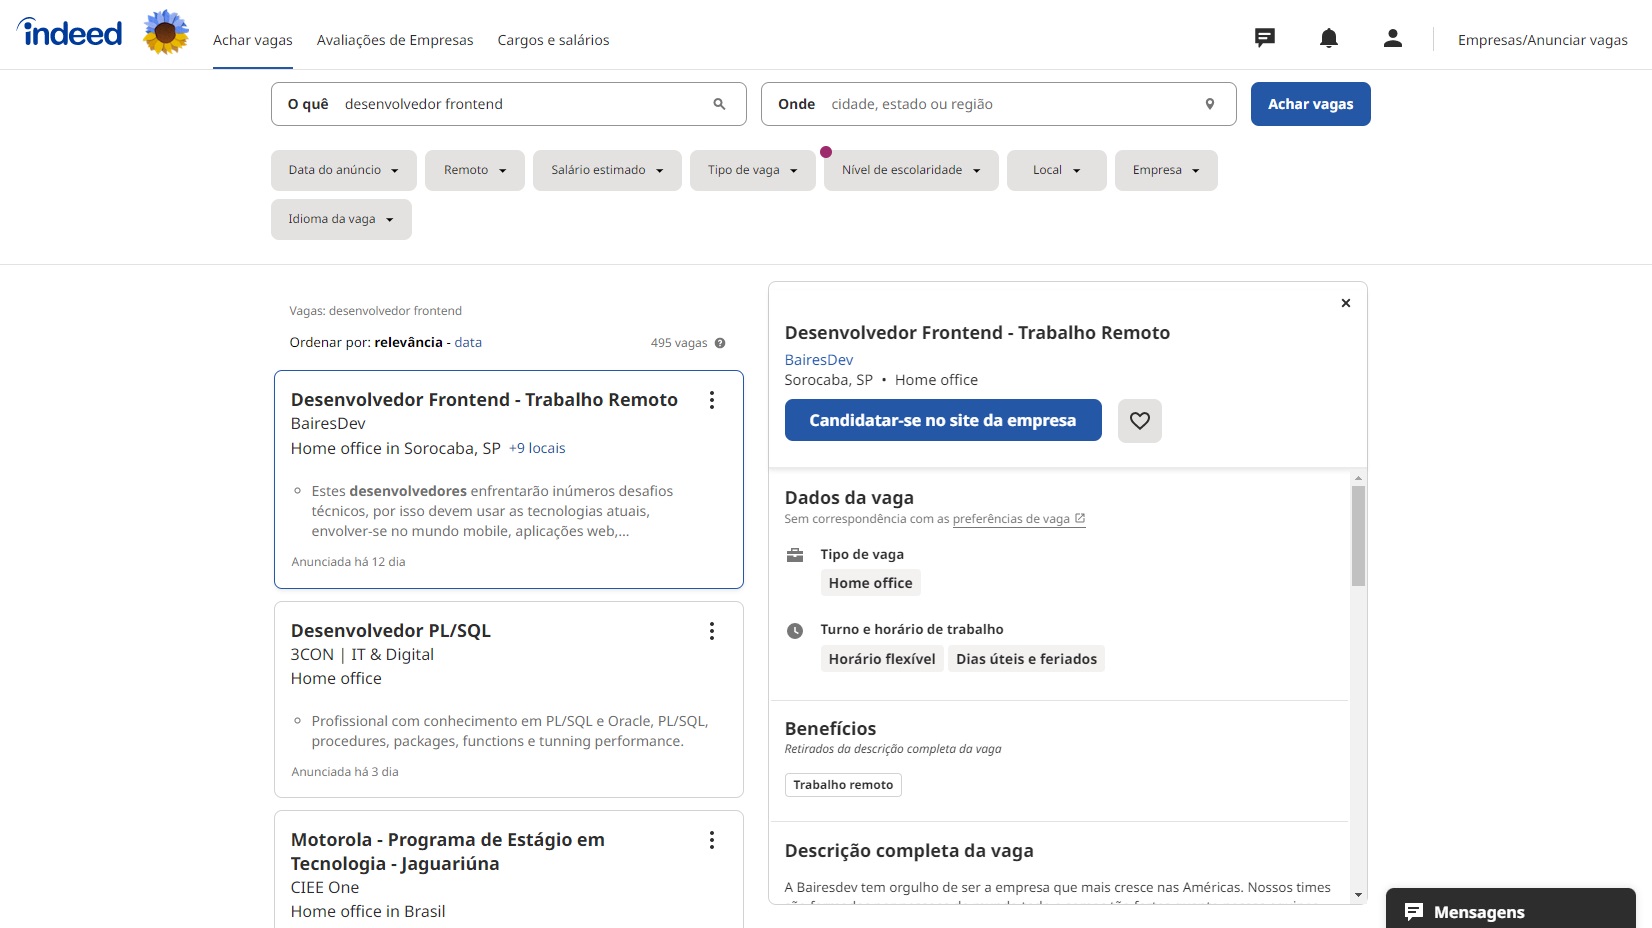 indeed
Achar vagas
Avaliações de Empresas
Cargos e salários
Empresas/Anunciar vagas
O quê desenvolvedor frontend
Onde cidade, estado ou região
Achar vagas
Data do anúncio
Remoto
Salário estimado
Tipo de vaga
Nível de escolaridade
Local
Empresa
Idioma da vaga
Vagas: desenvolvedor frontend
Ordenar por: relevância - data
495 vagas
Desenvolvedor Frontend - Trabalho Remoto
BairesDev
Home office in Sorocaba, SP +9 locais
Estes desenvolvedores enfrentarão inúmeros desafios
técnicos, por isso devem usar as tecnologias atuais,
envolver-se no mundo mobile, aplicações web,...
Anunciada há 12 dia
Desenvolvedor PL/SQL
3CON | IT & Digital
Home office
Profissional com conhecimento em PL/SQL e Oracle, PL/SQL,
procedures, packages, functions e tunning performance.
Anunciada há 3 dia
Motorola - Programa de Estágio em
Tecnologia - Jaguariúna
CIEE One
Home office in Brasil
Desenvolvedor Frontend - Trabalho Remoto
BairesDev
Sorocaba, SP • Home office
Candidatar-se no site da empresa
Dados da vaga
Sem correspondência com as preferências de vaga
Tipo de vaga
Home office
Turno e horário de trabalho
Horário flexível
Dias úteis e feriados
Benefícios
Retirados da descrição completa da vaga
Trabalho remoto
Descrição completa da vaga
A Bairesdev tem orgulho de ser a empresa que mais cresce nas Américas. Nossos times
Mensagens